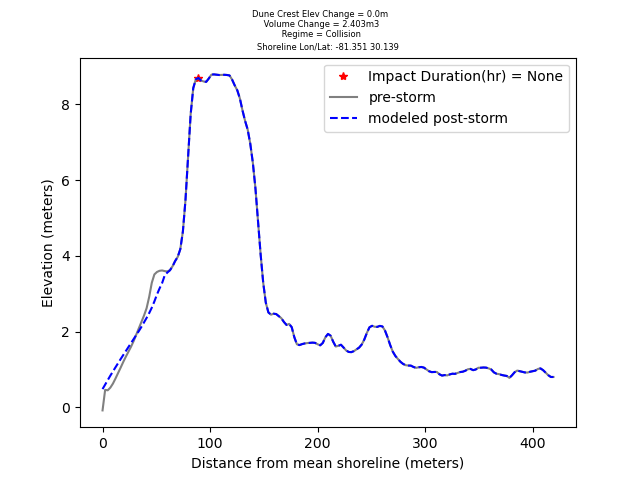 Dune Crest Elev Change = 0.0m
Volume Change = 2.403m3
Regime = Collision
Shoreline Lon/Lat: -81.351 30.139
Impact Duration(hr) = None
pre-storm
modeled post-storm
Elevation (meters)
8
6
4
2
0
0 100 200 300 400
Distance from mean shoreline (meters)